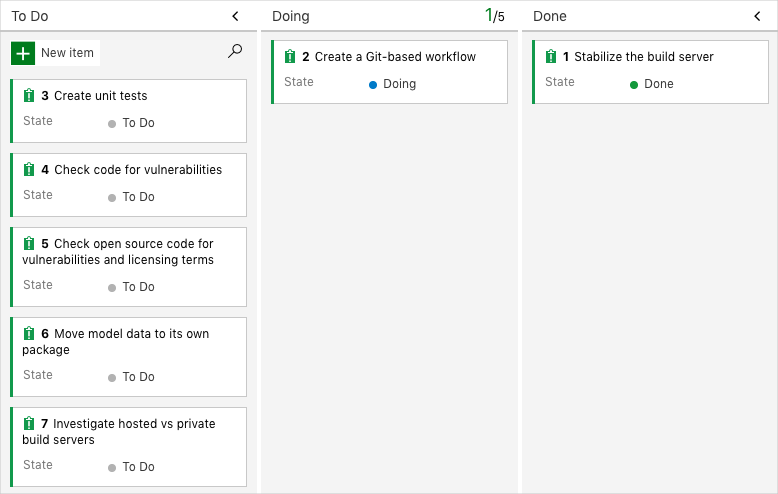 To Do
New item
3 Create unit tests
State To Do
4 Check code for vulnerabilities
State To Do
5 Check open source code for
vulnerabilities and licensing terms
State To Do
6 Move model data to its own
package
State To Do
7 Investigate hosted vs private
build servers
State To Do
Doing 1/5
2 Create a Git-based workflow
State Doing
Done
1 Stabilize the build server
State Done